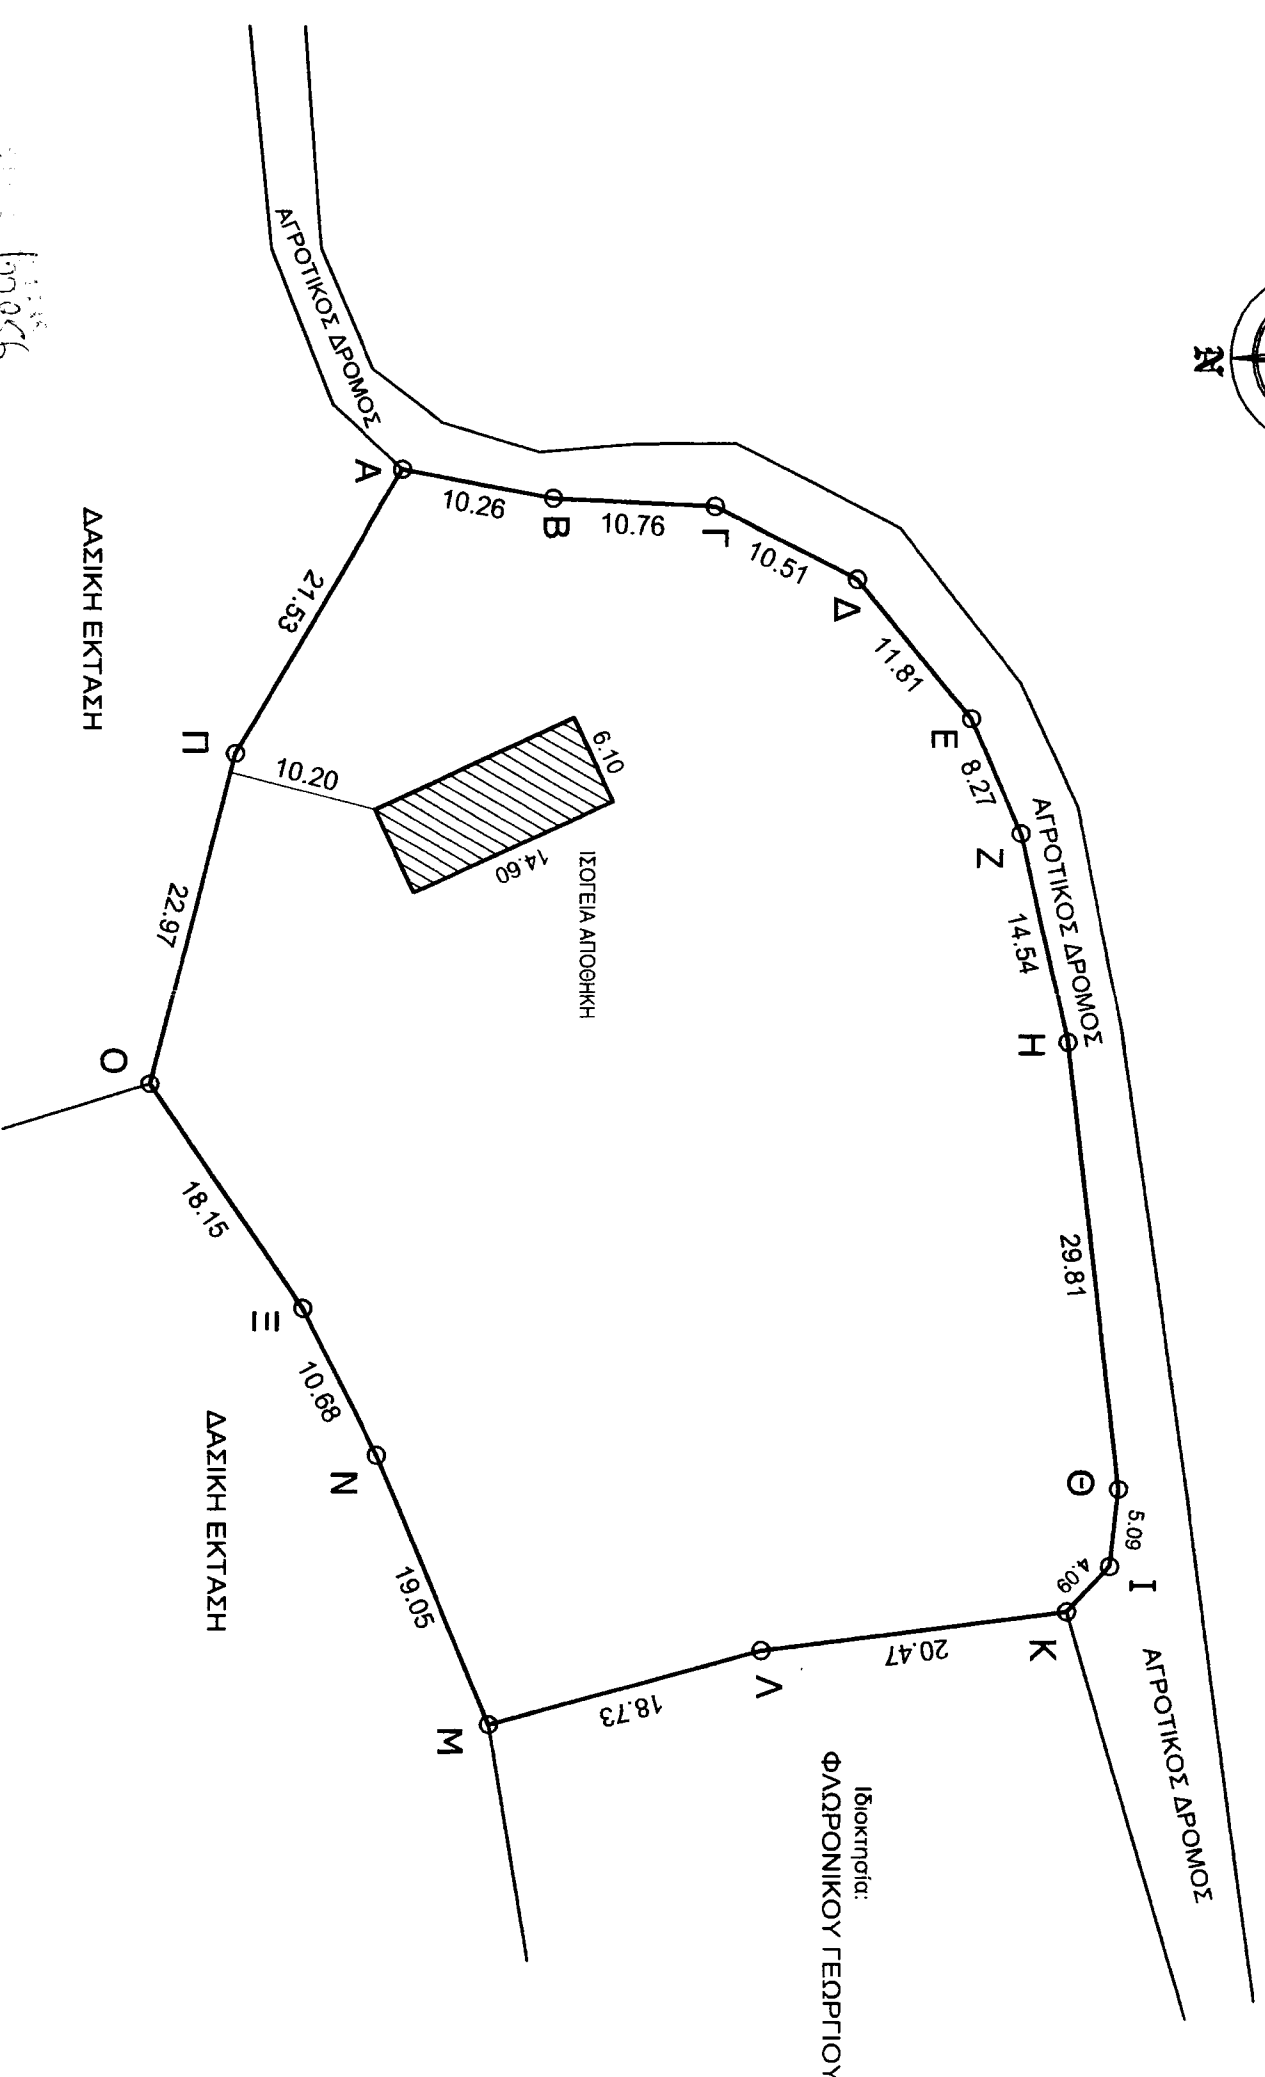 ΑΓΡΟΤΙΚΟΣ ΔΡΟΜΟΣ
Α
10.26
Β
10.76
Γ
10.51
Δ
11.81
Ε
8.27
Ζ
ΑΓΡΟΤΙΚΟΣ ΔΡΟΜΟΣ
14.54
Η
29.81
Θ
5.09
Ι
4.09
Κ
ΑΓΡΟΤΙΚΟΣ ΔΡΟΜΟΣ
20.47
Λ
18.73
Μ
19.05
Ν
10.68
Ξ
18.15
Ο
22.97
Π
21.53
10.20
6.10
14.60
ΙΣΟΓΕΙΑ ΑΠΟΘΗΚΗ
ΔΑΣΙΚΗ ΕΚΤΑΣΗ
ΔΑΣΙΚΗ ΕΚΤΑΣΗ
Ιδιοκτησία:
ΦΛΩΡΟΝΙΚΟΥ ΓΕΩΡΓΙΟΥ